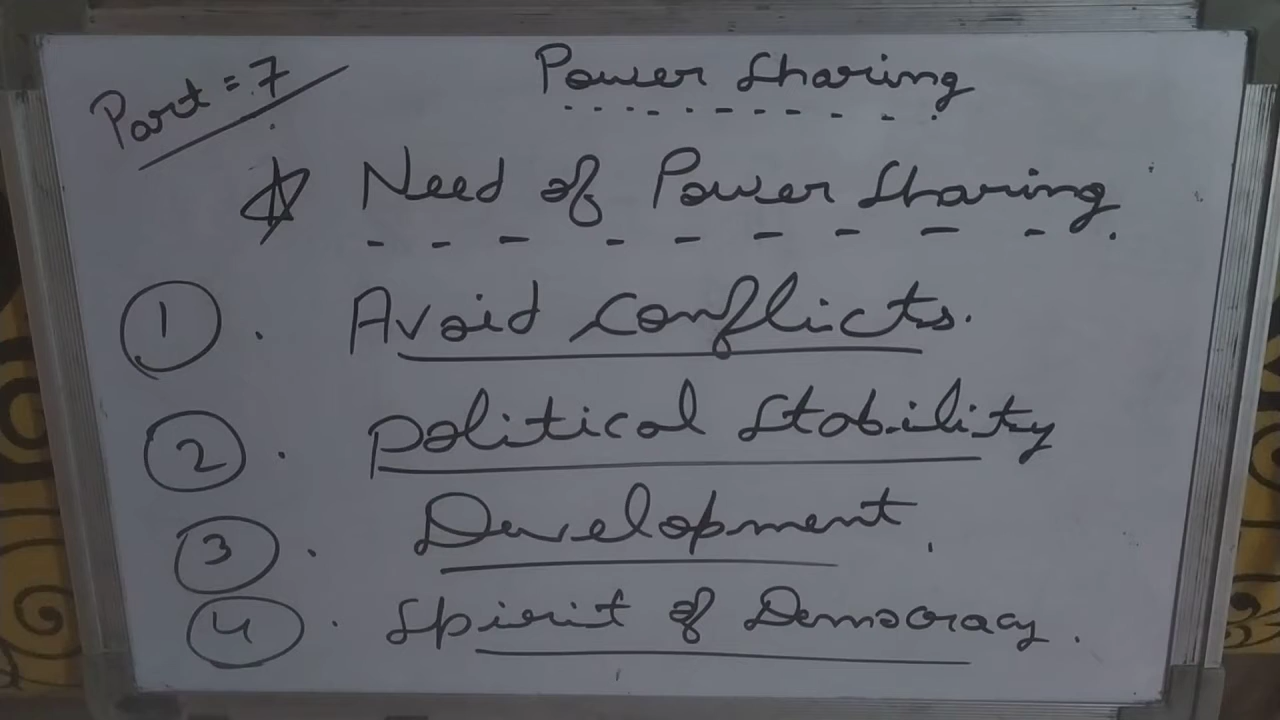 Part = 7
Power Sharing
Need of Power Sharing
1. Avoid conflicts.
2. Political Stability
3. Development.
4. Spirit of Democracy.